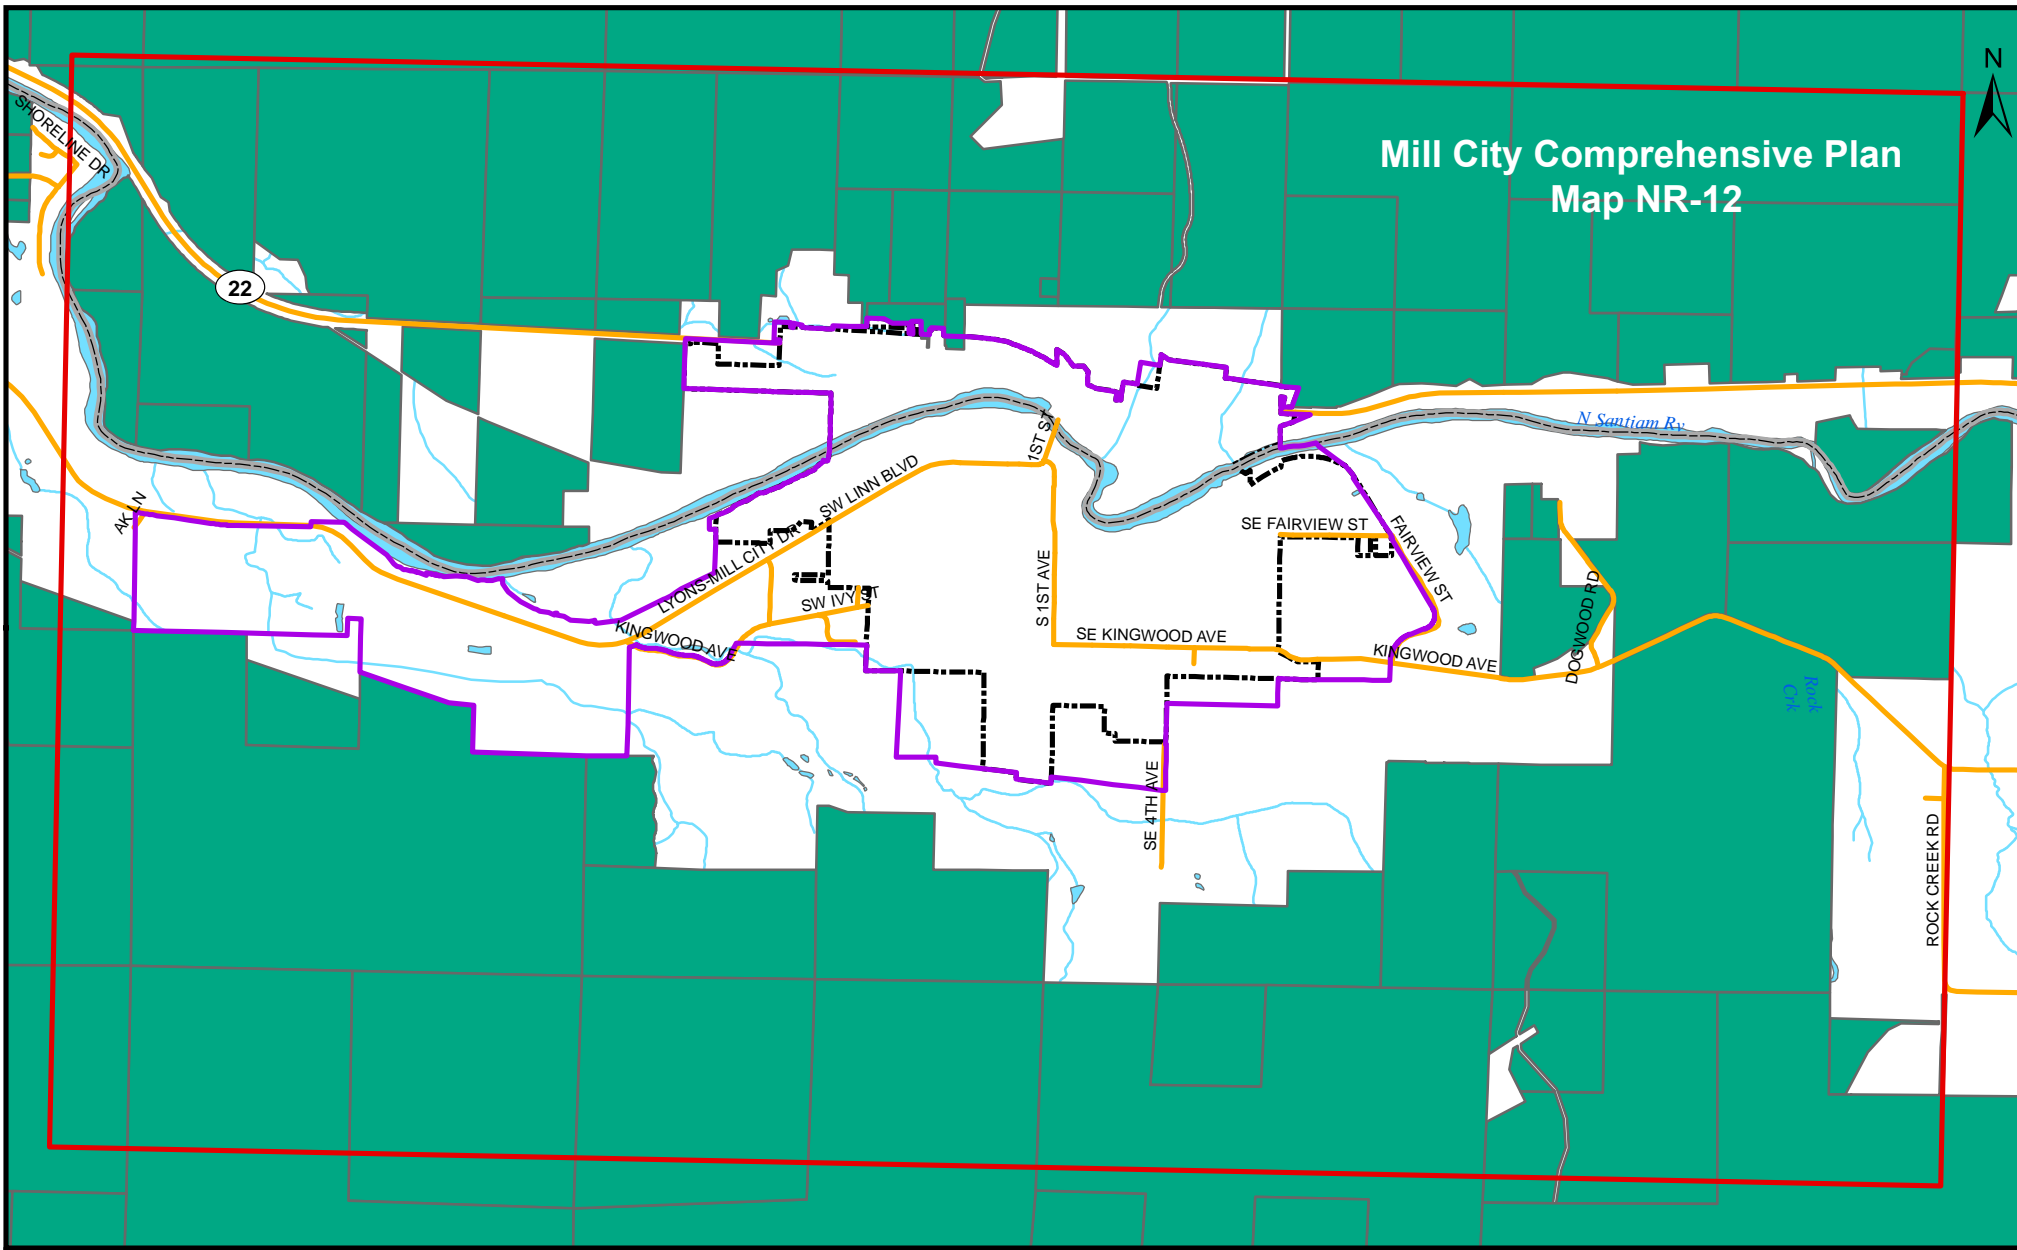 N
SHORELINE DR
Mill City Comprehensive Plan
Map NR-12
22
N Santiam Rv
1ST ST
SW LINN BLVD
AK LN
LYONS-MILL CITY DR
SE FAIRVIEW ST
FAIRVIEW ST
S 1ST AVE
SW IVY ST
KINGWOOD AVE
SE KINGWOOD AVE
KINGWOOD AVE
DOGWOOD RD
Rock
Crk
SE 4TH AVE
ROCK CREEK RD